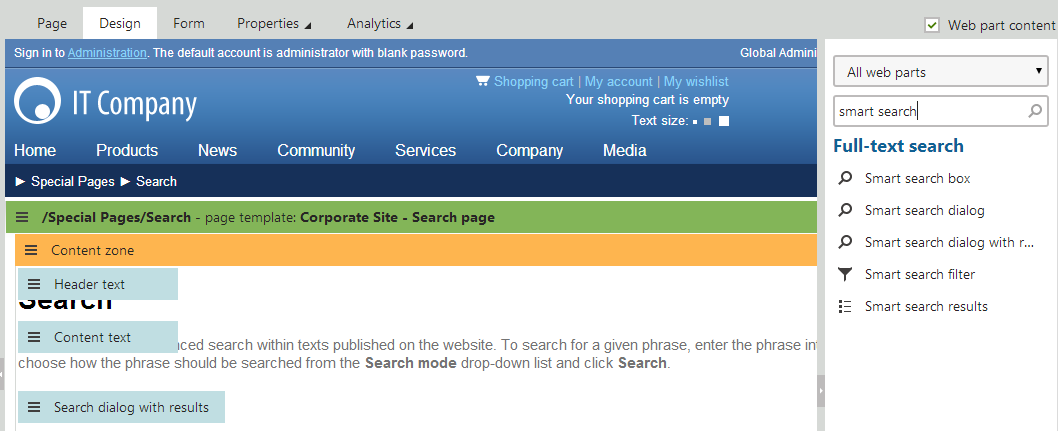 Page Design Form Properties Analytics Web part content
Sign in to Administration. The default account is administrator with blank password. Global Admini
Shopping cart | My account | My wishlist
Your shopping cart is empty
IT Company
Text size:
Home Products News Community Services Company Media
Special Pages Search
/Special Pages/Search - page template: Corporate Site - Search page
Content zone
Header text
Search
Content text
nced search within texts published on the website. To search for a given phrase, enter the phrase in
choose how the phrase should be searched from the Search mode drop-down list and click Search.
Search dialog with results
All web parts
smart search
Full-text search
Smart search box
Smart search dialog
Smart search dialog with r...
Smart search filter
Smart search results